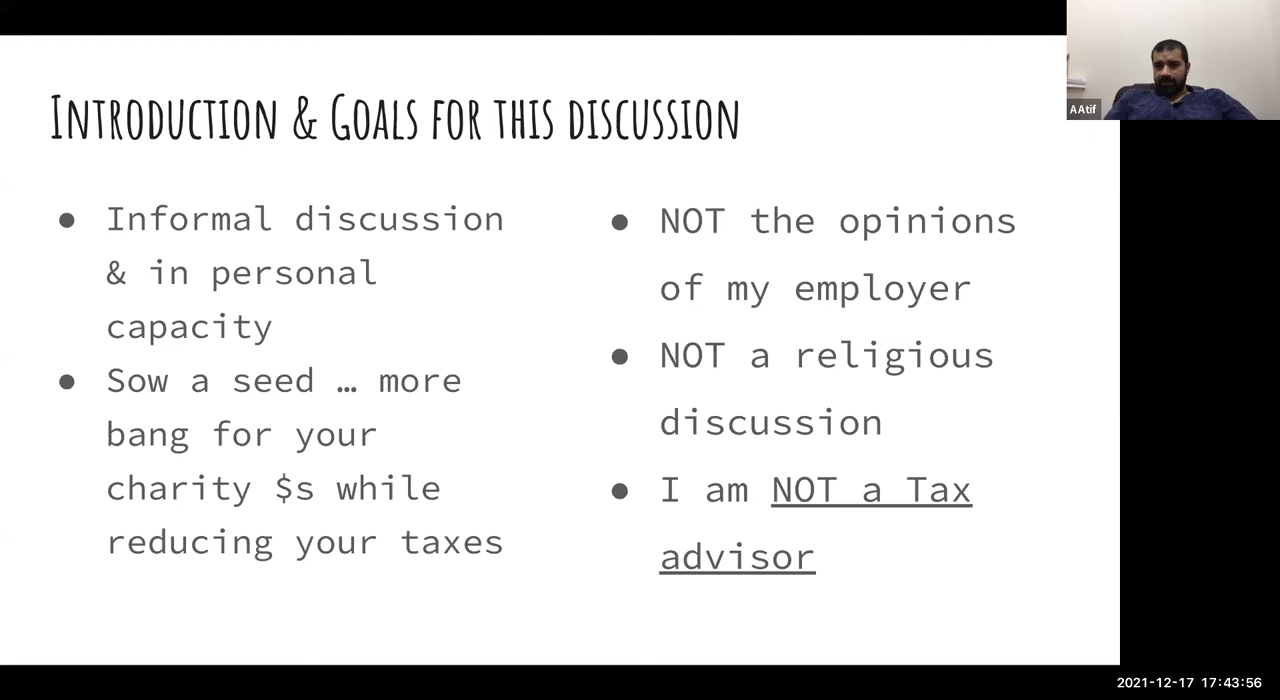 Introduction & Goals for this discussion
● Informal discussion
& in personal
capacity
● Sow a seed … more
bang for your
charity $s while
reducing your taxes
● NOT the opinions
of my employer
● NOT a religious
discussion
● I am NOT a Tax
advisor
AAtif
2021-12-17 17:43:56